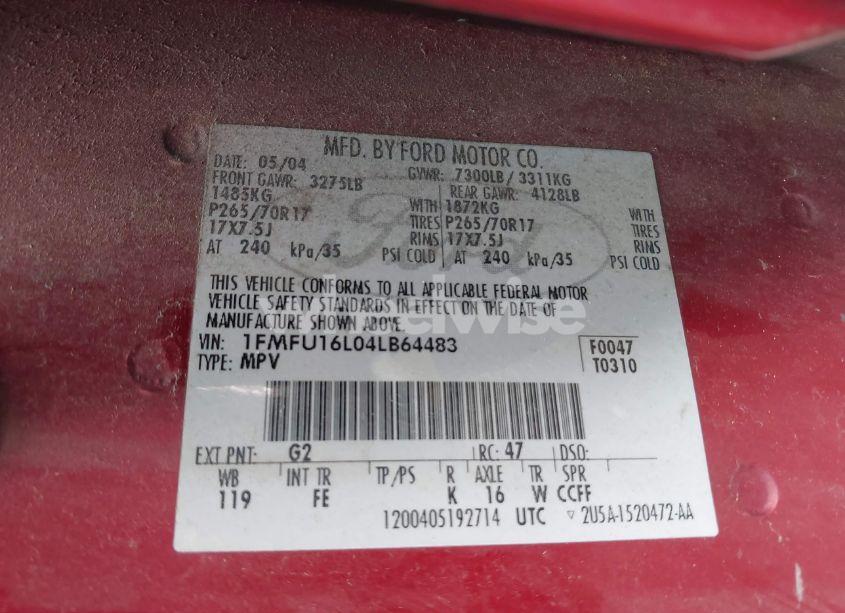 MFD. BY FORD MOTOR CO.
DATE: 05/04 GVWR: 7300LB / 3311KG
FRONT GAWR: 3275LB REAR GAWR: 4128LB
1485KG WITH 1872KG WITH
P265/70R17 TIRES P265/70R17 TIRES
17X7.5J RIMS 17X7.5J RIMS
AT 240 kPa/35 PSI COLD AT 240 kPa/35 PSI COLD
Ford
THIS VEHICLE CONFORMS TO ALL APPLICABLE FEDERAL MOTOR
VEHICLE SAFETY STANDARDS IN EFFECT ON THE DATE OF
MANUFACTURE SHOWN ABOVE.
VIN: 1FMFU16L04LB64483 F0047
TYPE: MPV T0310
EXT PNT: G2 RC: 47 DSO:
WB INT TR TP/PS R AXLE TR SPR
119 FE K 16 W CCFF
1200405192714 UTC ▿ 2U5A-1520472-AA